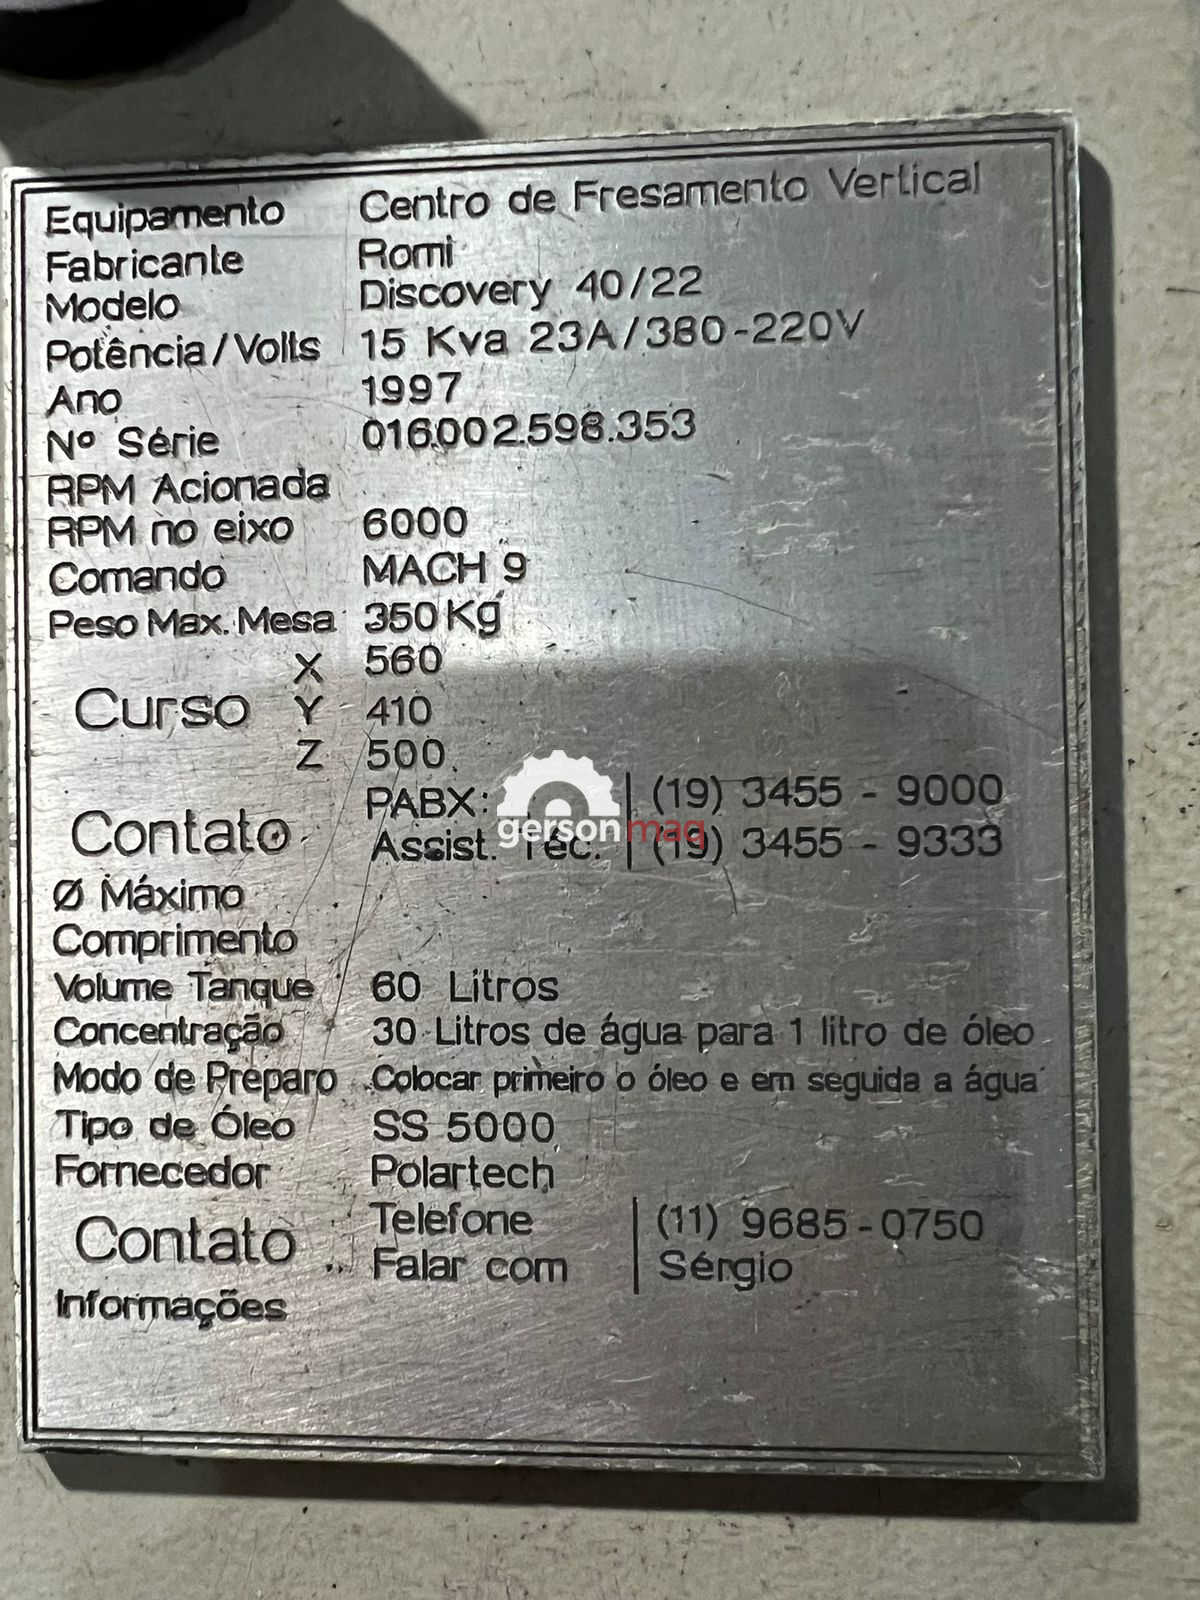 Equipamento Centro de Fresamento Vertical
Fabricante Romi
Modelo Discovery 40/22
Potência/Volts 15 Kva 23A/380-220V
Ano 1997
Nº Série 016.002.598.353
RPM Acionada
RPM no eixo 6000
Comando MACH 9
Peso Max. Mesa 350Kg
Curso X 560
Y 410
Z 500
Contato PABX: (19) 3455 - 9000
Assist. Téc. (19) 3455 - 9333
gersonmaq
Ø Máximo
Comprimento
Volume Tanque 60 Litros
Concentração 30 Litros de água para 1 litro de óleo
Modo de Preparo Colocar primeiro o óleo e em seguida a água
Tipo de Óleo SS 5000
Fornecedor Polartech
Contato Telefone (11) 9685-0750
Falar com Sérgio
Informações